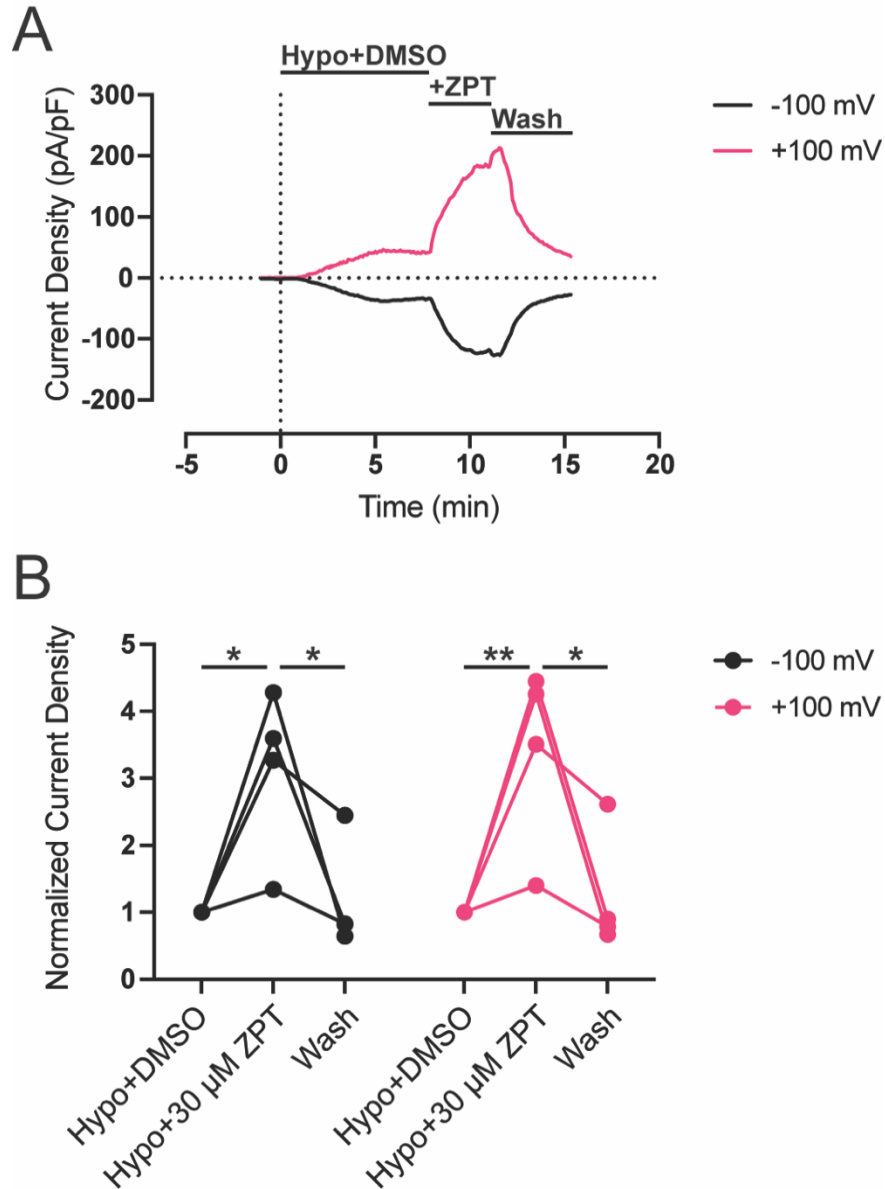 A
Hypo+DMSO
+ZPT
Wash
-100 mV
+100 mV
300
200
100
0
-100
-200
Current Density (pA/pF)
-5 0 5 10 15 20
Time (min)
B
5
4
3
2
1
0
Normalized Current Density
* * ** *
-100 mV
+100 mV
Hypo+DMSO
Hypo+30 µM ZPT
Wash
Hypo+DMSO
Hypo+30 µM ZPT
Wash